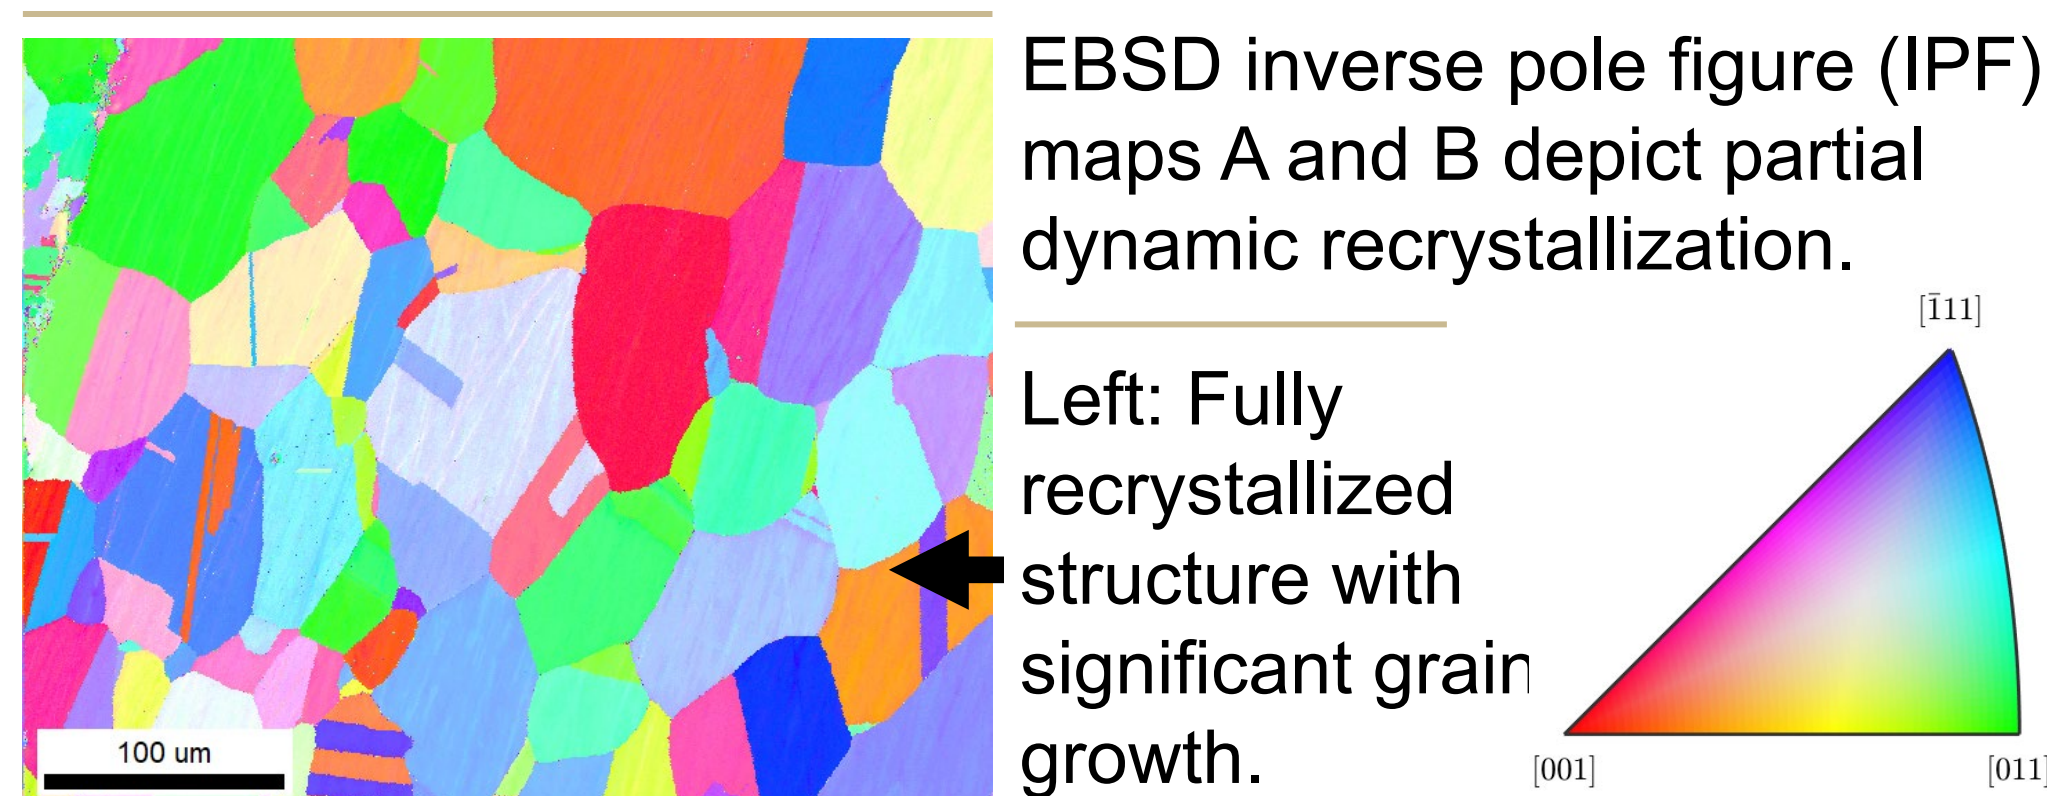 EBSD inverse pole figure (IPF)
maps A and B depict partial
dynamic recrystallization.
[1̄11]
Left: Fully
recrystallized
structure with
significant grain
growth.
100 um
[001]
[011]